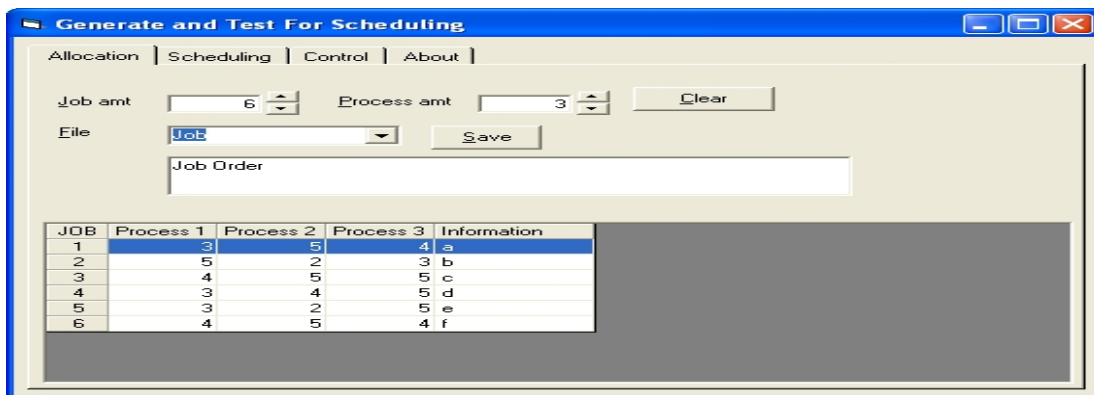 Generate and Test For Scheduling
Allocation Scheduling Control About
Job amt 6 Process amt 3 Clear
File Job Save
Job Order
JOB Process 1 Process 2 Process 3 Information
1 3 5 4 a
2 5 2 3 b
3 4 5 5 c
4 3 4 5 d
5 3 2 5 e
6 4 5 4 f